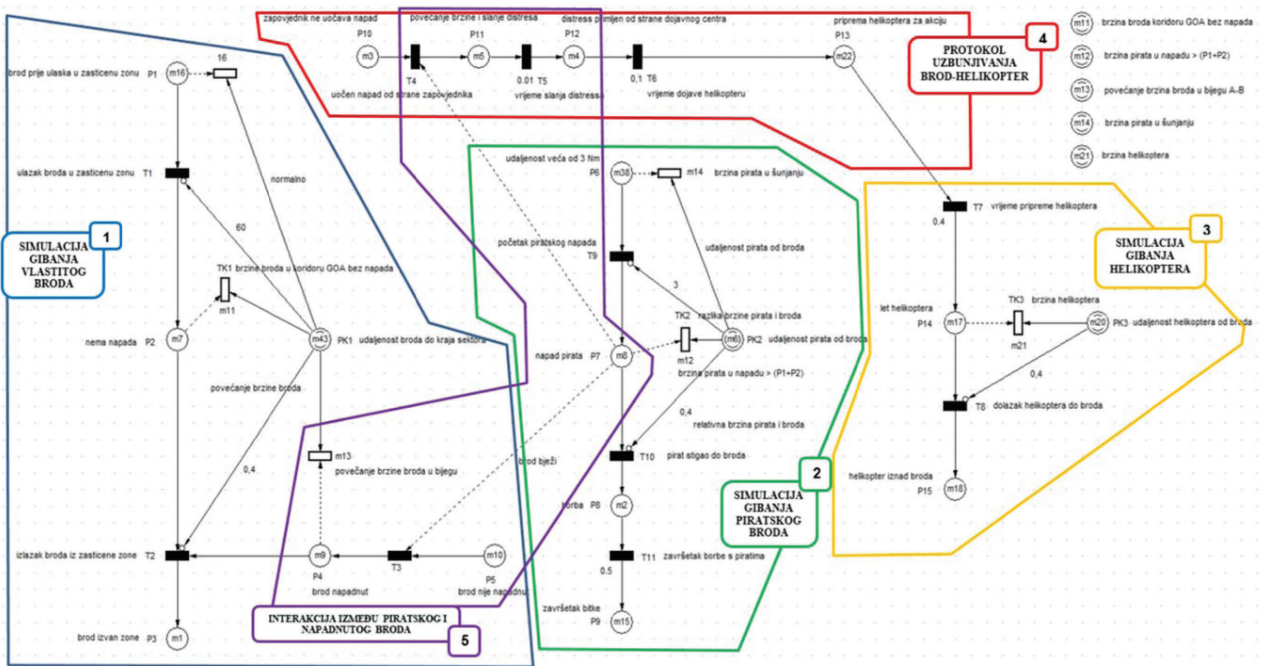 zapovjednik ne uočava napad
P10
m3
T4
uočen napad od strane zapovjednika
povećanje brzine i slanje distresa
P11
m5
0.01
T5
vrijeme slanja distressa
distress primljen od strane dojavnog centra
P12
m4
0,1
T6
vrijeme dojave helikopteru
priprema helikoptera za akciju
P13
m22
4
PROTOKOL
UZBUNJIVANJA
BROD-HELIKOPTER
m11 brzina broda koridoru GOA bez napada
m12 brzina pirata u napadu > (P1+P2)
m13 povećanje brzina broda u bijegu A-B
m14 brzina pirata u šunjanju
m21 brzina helikoptera
brod prije ulaska u zasticenu zonu P1
m16
16
ulazak broda u zasticenu zonu
T1
normalno
60
1
SIMULACIJA
GIBANJA
VLASTITOG
BRODA
TK1 brzine broda u koridoru GOA bez napada
m11
nema napada P2
m7
m43
PK1 udaljenost broda do kraja sektora
povećanje brzine broda
0,4
m13
povećanje brzine broda u bijegu
izlazak broda iz zasticene zone
T2
m9
P4
brod napadnut
T3
m10
P5
brod nije napadnu
brod bježi
brod izvan zone P3
m1
INTERAKCIJA IZMEĐU PIRATSKOG I
NAPADNUTOG BRODA
5
udaljenost veća od 3 Nm
P6
m38
m14 brzina pirata u šunjanju
početak piratskog napada
T9
udaljenost pirata od broda
3
TK2 razlika brzine pirata i broda
m12
m6
PK2 udaljenost pirata od broda
napad pirata P7
m8
brzina pirata u napadu > (P1+P2)
0,4
relativna brzina pirata i broda
T10 pirat stigao do broda
borba P8
m2
T11 završetak borbe s piratima
0.5
završetak bitke
P9
m15
2
SIMULACIJA
GIBANJA
PIRATSKOG
BRODA
T7 vrijeme pripreme helikoptera
0.4
3
SIMULACIJA
GIBANJA
HELIKOPTERA
let helikoptera
P14
m17
TK3 brzina helikoptera
m21
m20
PK3 udaljenost helikoptera od broda
0,4
T8 dolazak helikoptera do broda
helikopter iznad broda
P15
m18